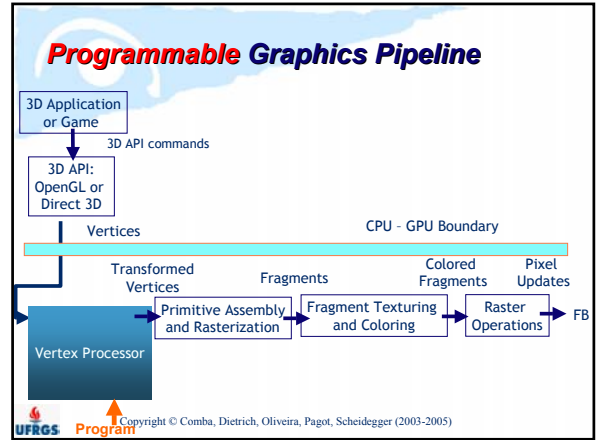 Programmable Graphics Pipeline
3D Application
or Game
3D API commands
3D API:
OpenGL or
Direct 3D
Vertices
CPU – GPU Boundary
Transformed
Vertices
Fragments
Colored
Fragments
Pixel
Updates
Primitive Assembly
and Rasterization
Fragment Texturing
and Coloring
Raster
Operations
FB
Vertex Processor
UFRGS
Program
Copyright © Comba, Dietrich, Oliveira, Pagot, Scheidegger (2003-2005)